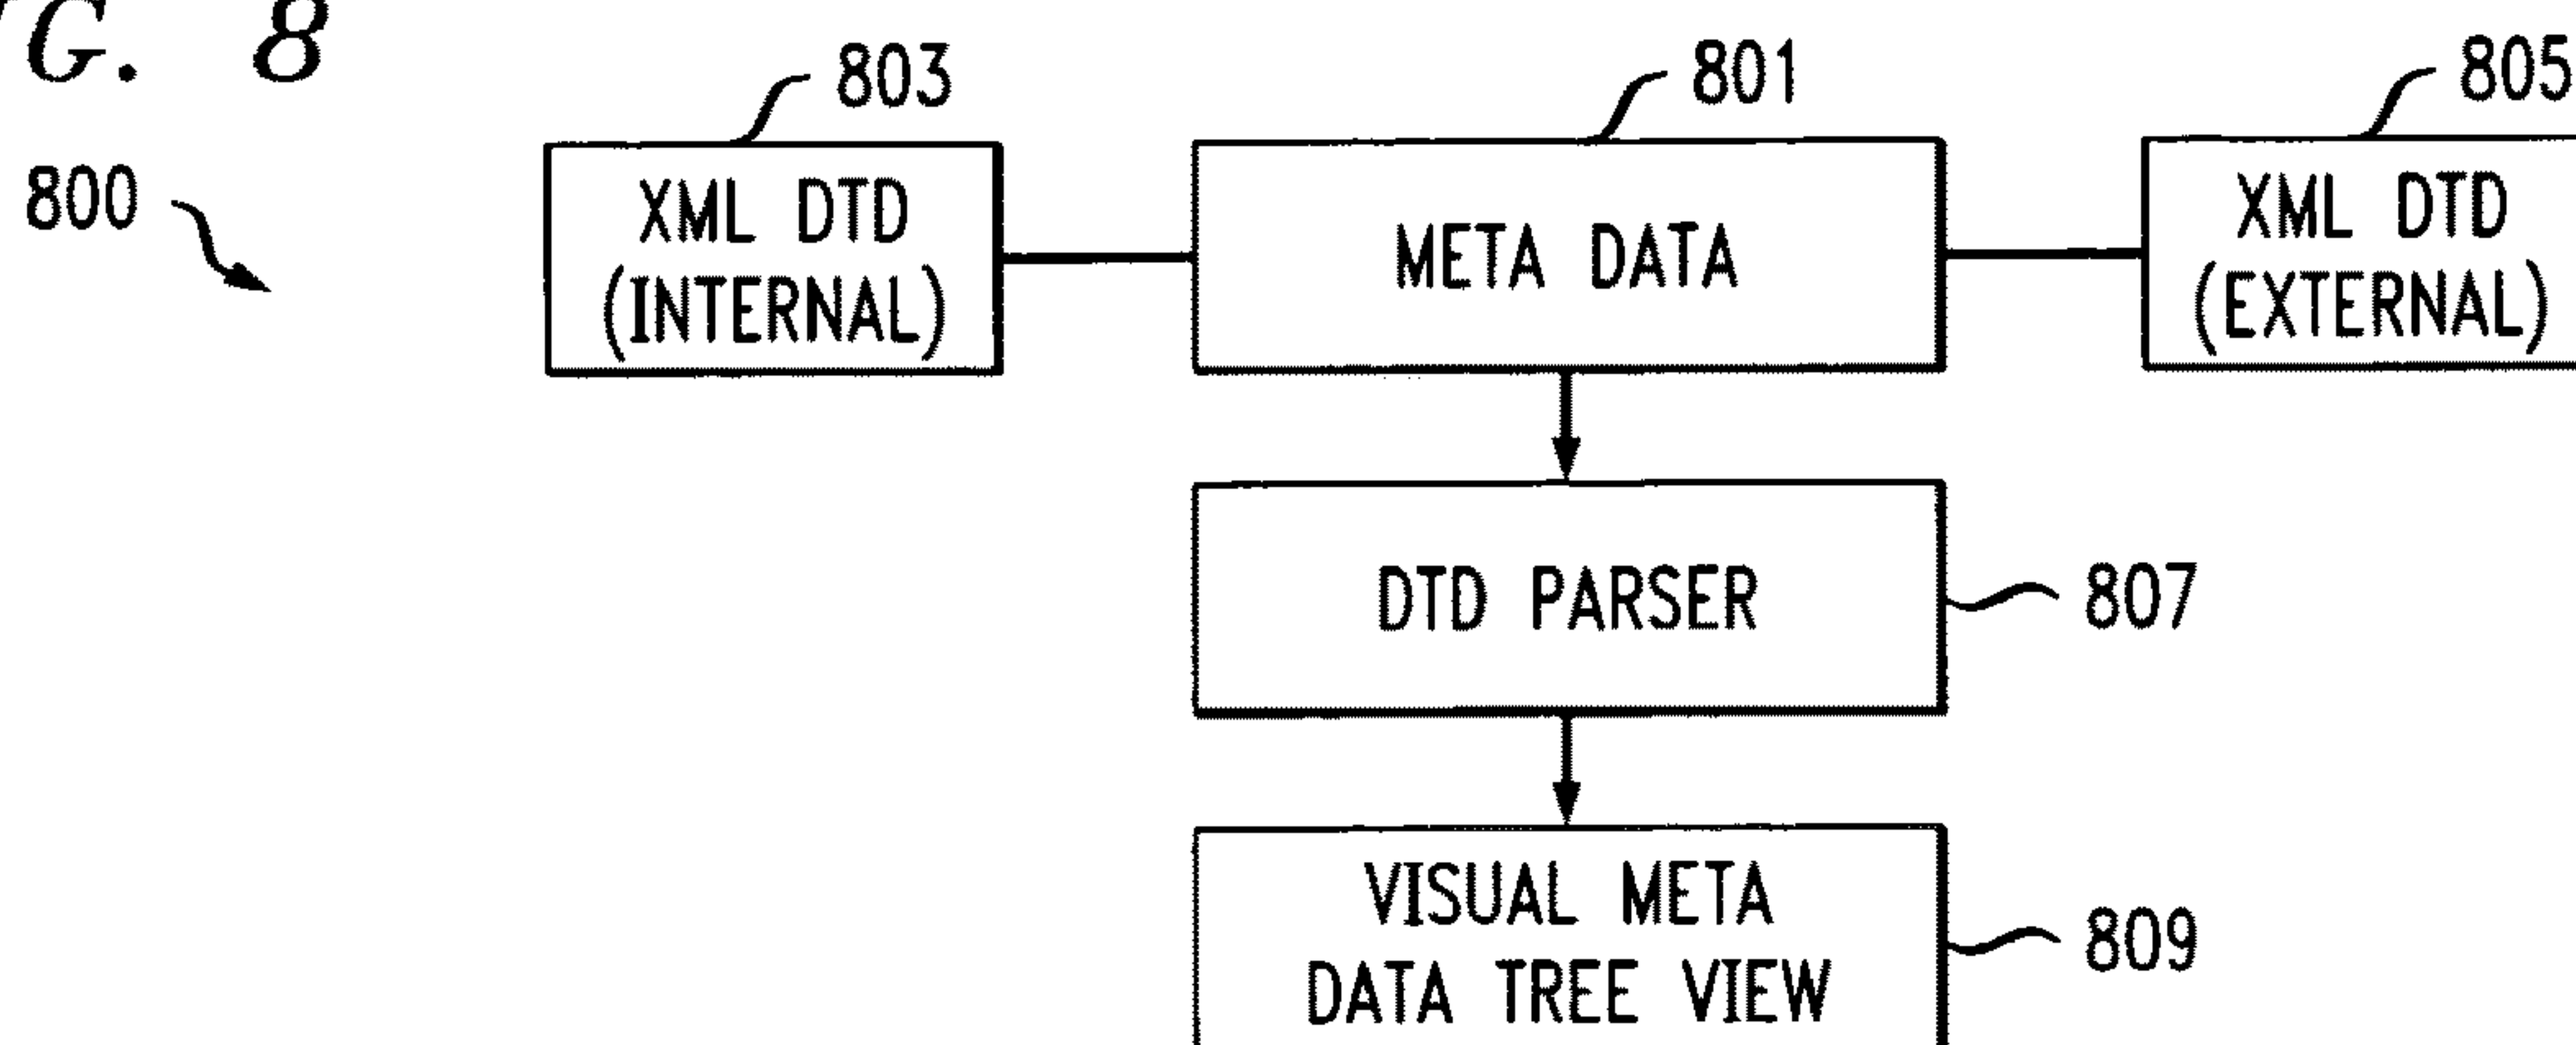 G. 8
803
801
805
800
XML DTD
(INTERNAL)
META DATA
XML DTD
(EXTERNAL)
DTD PARSER
807
VISUAL META
DATA TREE VIEW
809